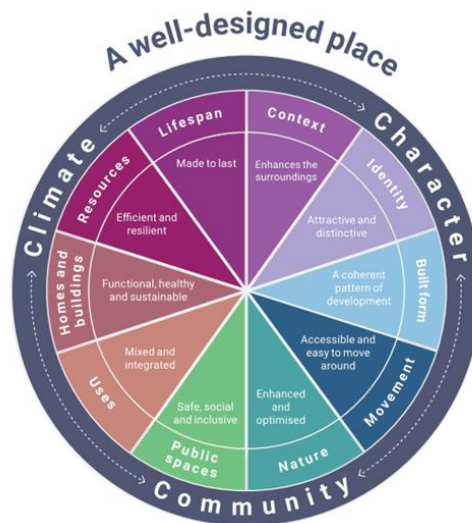 A well-designed place
Climate
Character
Community
Context
Enhances the
surroundings
Identity
Attractive and
distinctive
Built form
A coherent
pattern of
development
Movement
Accessible and
easy to move
around
Nature
Enhanced
and
optimised
Public
spaces
Safe, social
and inclusive
Uses
Mixed and
integrated
Homes and
buildings
Functional, healthy
and sustainable
Resources
Efficient and
resilient
Lifespan
Made to last